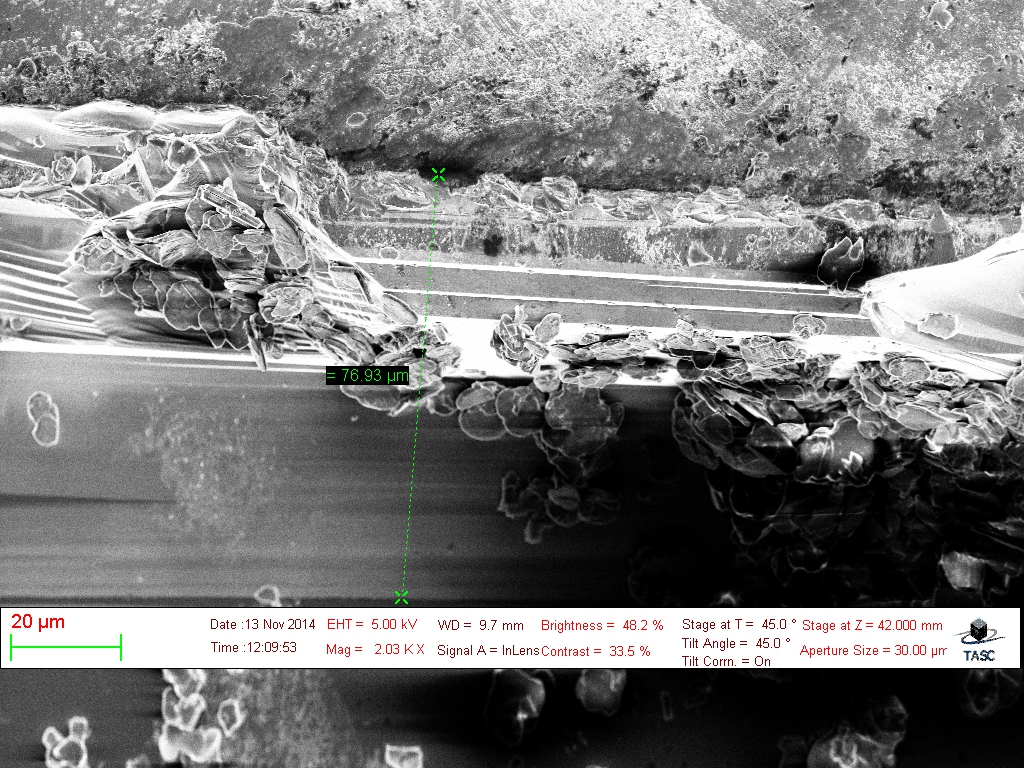 = 76.93 µm
20 µm
Date :13 Nov 2014
Time :12:09:53
EHT = 5.00 kV
Mag = 2.03 K X
WD = 9.7 mm
Signal A = InLens
Brightness = 48.2 %
Contrast = 33.5 %
Stage at T = 45.0 °
Tilt Angle = 45.0 °
Tilt Corrn. = On
Stage at Z = 42.000 mm
Aperture Size = 30.00 µm
TASC